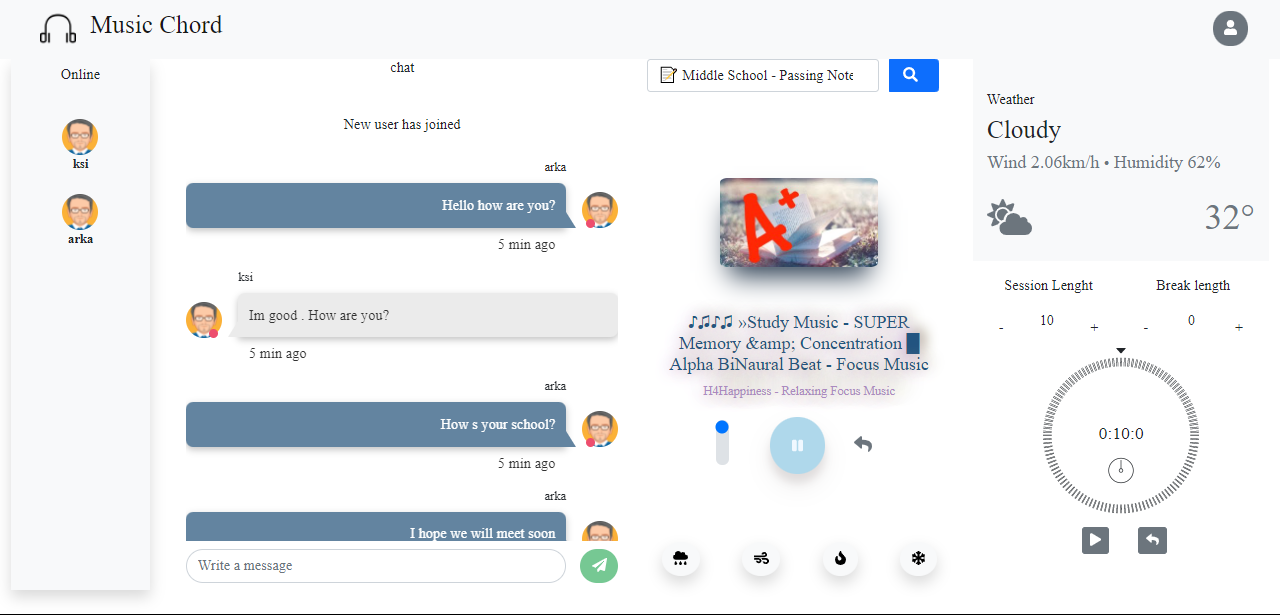 Music Chord
Online
ksi
arka
chat
New user has joined
arka
Hello how are you?
5 min ago
ksi
Im good . How are you?
5 min ago
arka
How s your school?
5 min ago
arka
I hope we will meet soon
Write a message
📝 Middle School - Passing Note
A+
♪♫♪♫ »Study Music - SUPER
Memory &amp; Concentration █
Alpha BiNaural Beat - Focus Music
H4Happiness - Relaxing Focus Music
Weather
Cloudy
Wind 2.06km/h • Humidity 62%
32°
Session Lenght
Break length
- 10 +
- 0 +
0:10:0